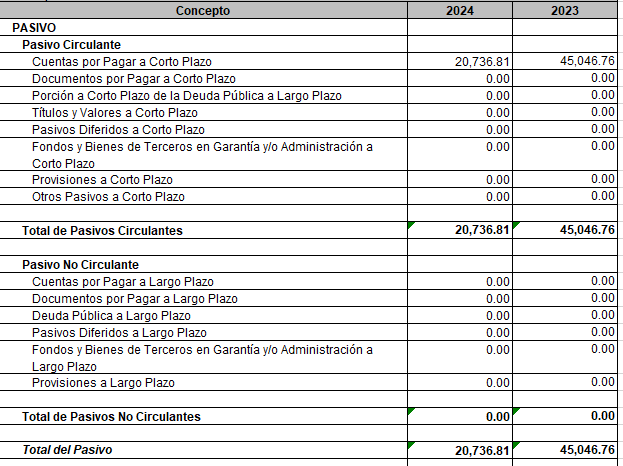 Concepto 2024 2023
PASIVO
Pasivo Circulante
Cuentas por Pagar a Corto Plazo 20,736.81 45,046.76
Documentos por Pagar a Corto Plazo 0.00 0.00
Porción a Corto Plazo de la Deuda Pública a Largo Plazo 0.00 0.00
Títulos y Valores a Corto Plazo 0.00 0.00
Pasivos Diferidos a Corto Plazo 0.00 0.00
Fondos y Bienes de Terceros en Garantía y/o Administración a 0.00 0.00
Corto Plazo
Provisiones a Corto Plazo 0.00 0.00
Otros Pasivos a Corto Plazo 0.00 0.00
Total de Pasivos Circulantes 20,736.81 45,046.76
Pasivo No Circulante
Cuentas por Pagar a Largo Plazo 0.00 0.00
Documentos por Pagar a Largo Plazo 0.00 0.00
Deuda Pública a Largo Plazo 0.00 0.00
Pasivos Diferidos a Largo Plazo 0.00 0.00
Fondos y Bienes de Terceros en Garantía y/o Administración a 0.00 0.00
Largo Plazo
Provisiones a Largo Plazo 0.00 0.00
Total de Pasivos No Circulantes 0.00 0.00
Total del Pasivo 20,736.81 45,046.76